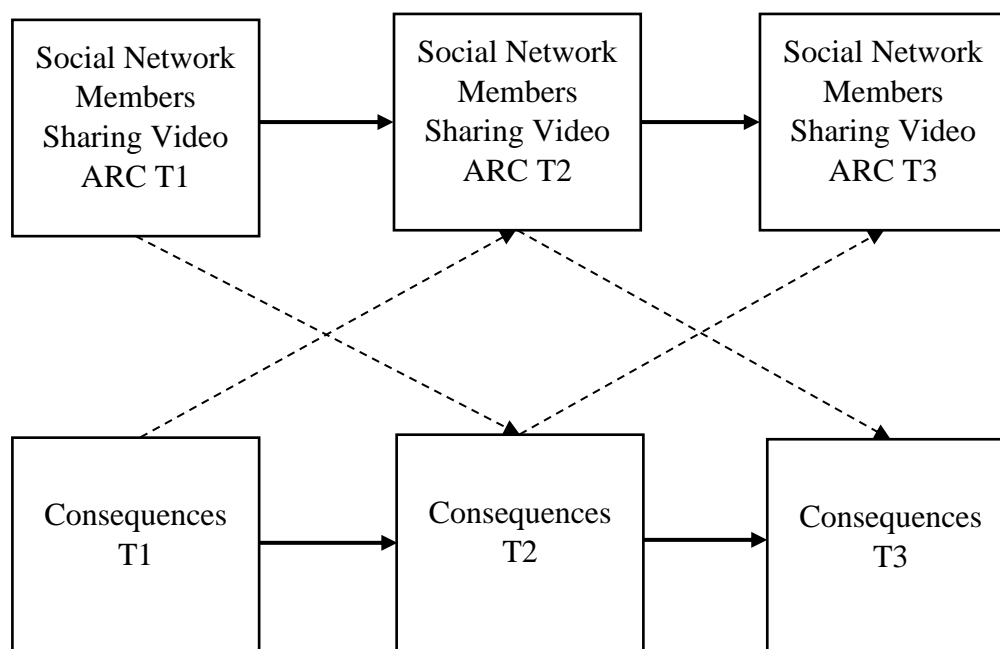 Social Network
Members
Sharing Video
ARC T1
Social Network
Members
Sharing Video
ARC T2
Social Network
Members
Sharing Video
ARC T3
Consequences
T1
Consequences
T2
Consequences
T3